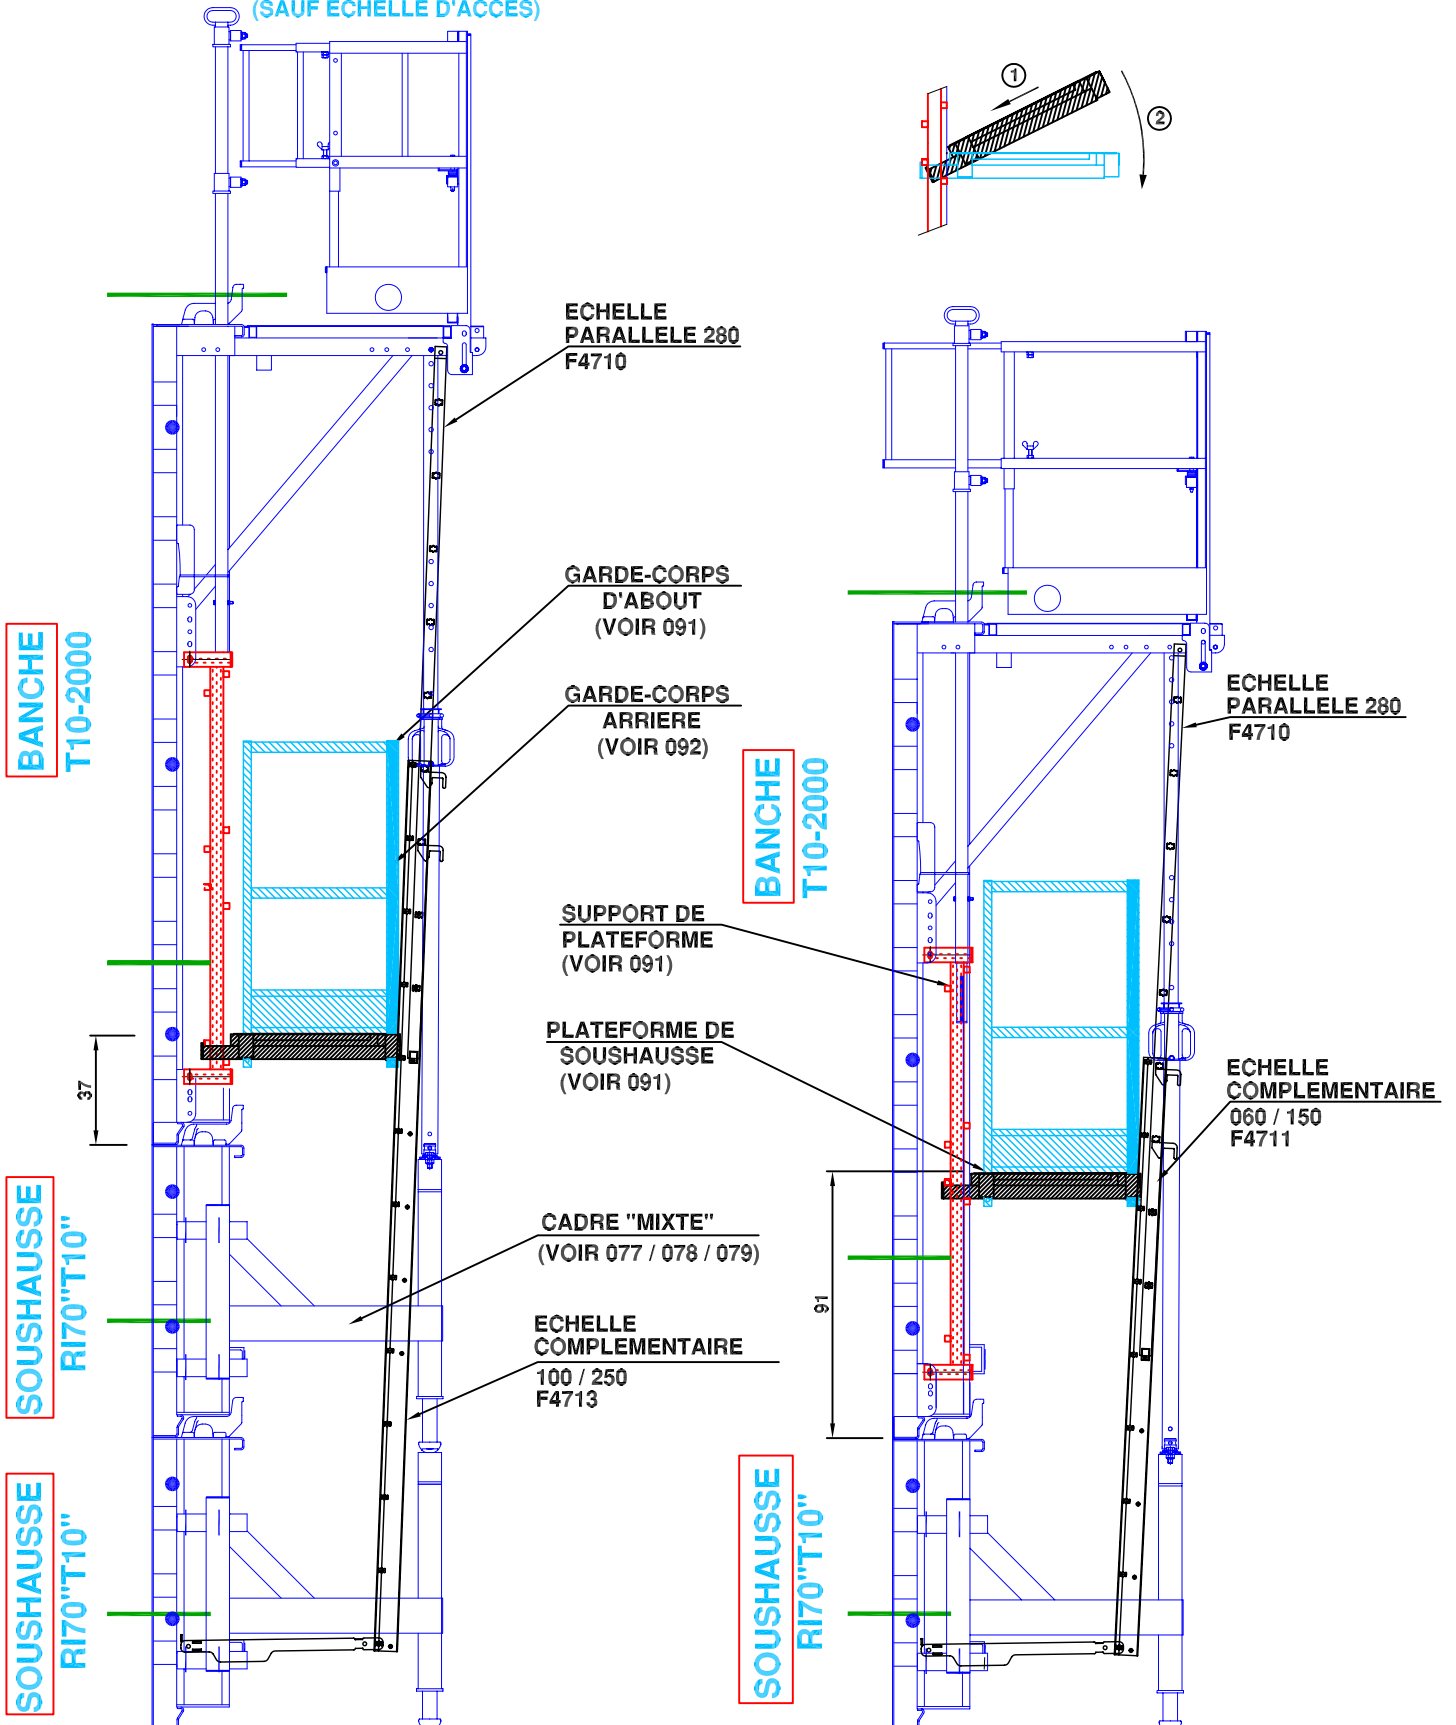 (SAUF ECHELLE D'ACCES)
1
2
ECHELLE
PARALLELE 280
F4710
GARDE-CORPS
D'ABOUT
(VOIR 091)
GARDE-CORPS
ARRIERE
(VOIR 092)
BANCHE
T10-2000
ECHELLE
PARALLELE 280
F4710
BANCHE
T10-2000
SUPPORT DE
PLATEFORME
(VOIR 091)
PLATEFORME DE
SOUSHAUSSE
(VOIR 091)
37
ECHELLE
COMPLEMENTAIRE
060 / 150
F4711
SOUSHAUSSE
RI70"T10"
CADRE "MIXTE"
(VOIR 077 / 078 / 079)
91
ECHELLE
COMPLEMENTAIRE
100 / 250
F4713
SOUSHAUSSE
RI70"T10"
SOUSHAUSSE
RI70"T10"